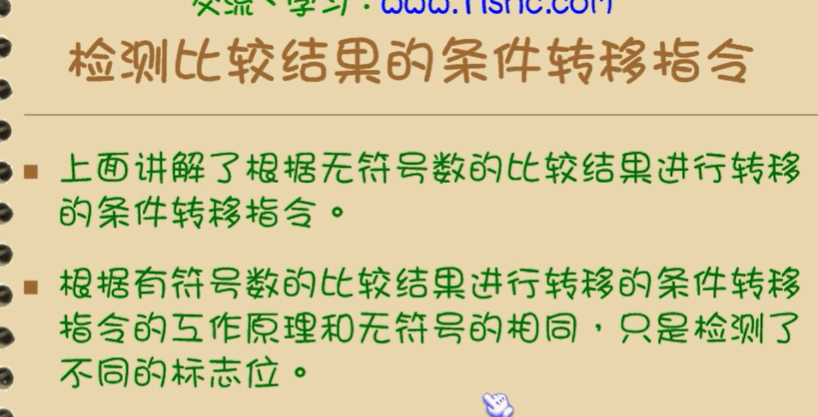 交流、学习：www.fishc.com
检测比较结果的条件转移指令
上面讲解了根据无符号数的比较结果进行转移
的条件转移指令。
根据有符号数的比较结果进行转移的条件转移
指令的工作原理和无符号的相同，只是检测了
不同的标志位。